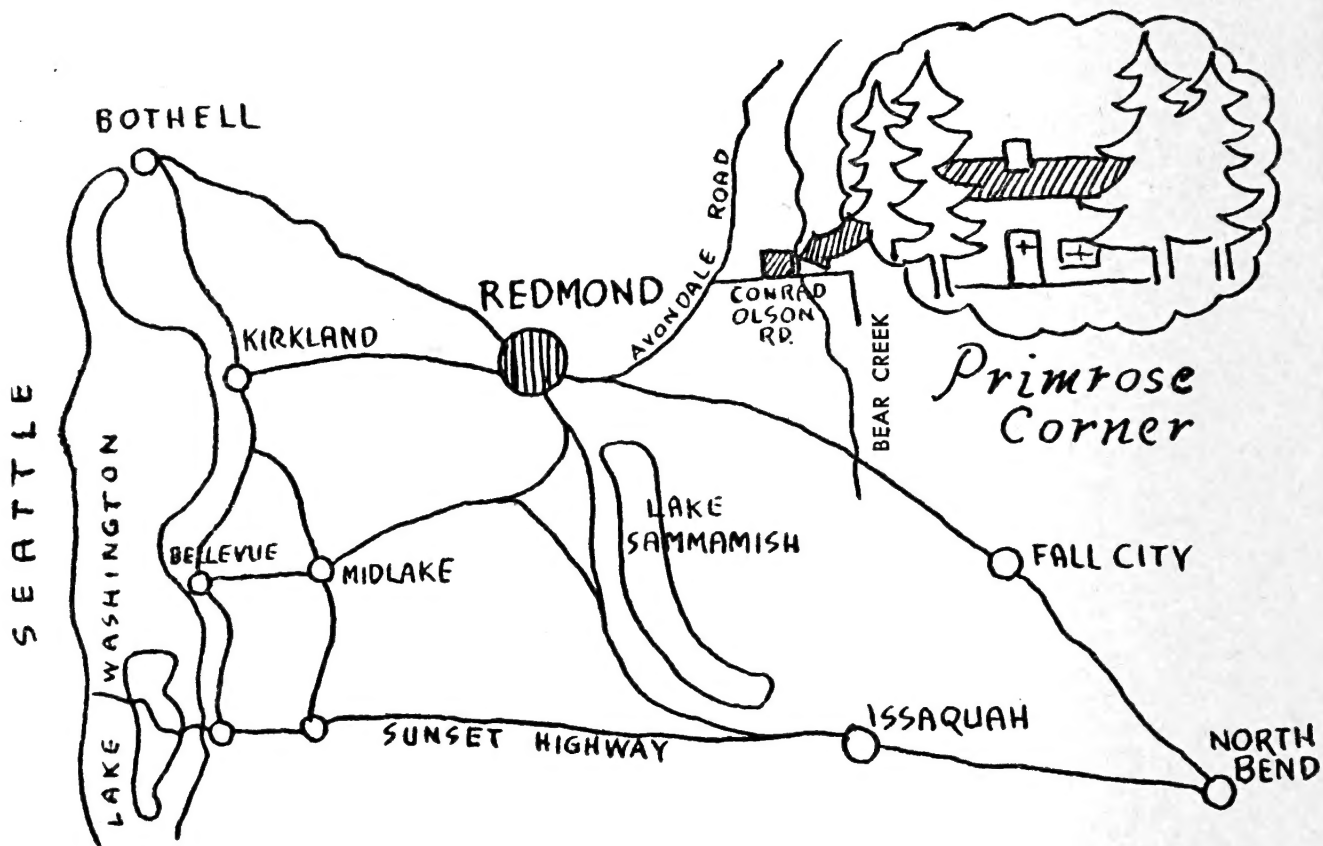 BOTHELL
REDMOND
KIRKLAND
AVONDALE ROAD
CONRAD
OLSON
RD.
BEAR CREEK
Primrose
Corner
SEATTLE
LAKE WASHINGTON
BELLEVUE
MIDLAKE
LAKE
SAMMAMISH
FALL CITY
SUNSET HIGHWAY
ISSAQUAH
NORTH
BEND